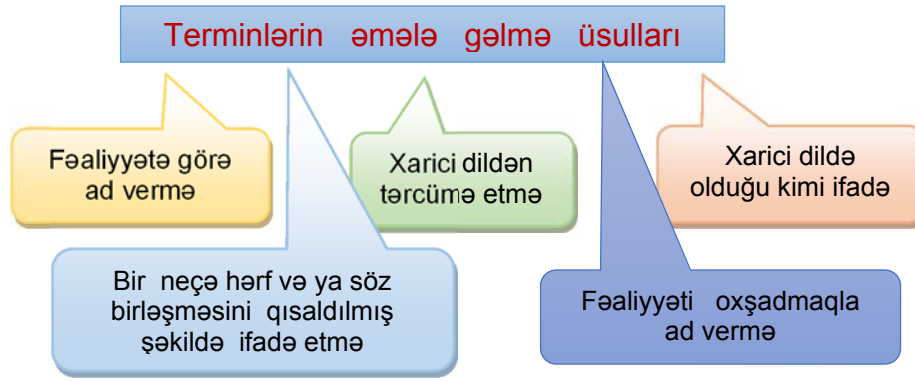 Terminlərin əmələ gəlmə üsulları
Fəaliyyətə görə
ad vermə
Xarici dildən
tərcümə etmə
Xarici dildə
olduğu kimi ifadə
Bir neçə hərf və ya söz
birləşməsini qısaldılmış
şəkildə ifadə etmə
Fəaliyyəti oxşadmaqla
ad vermə